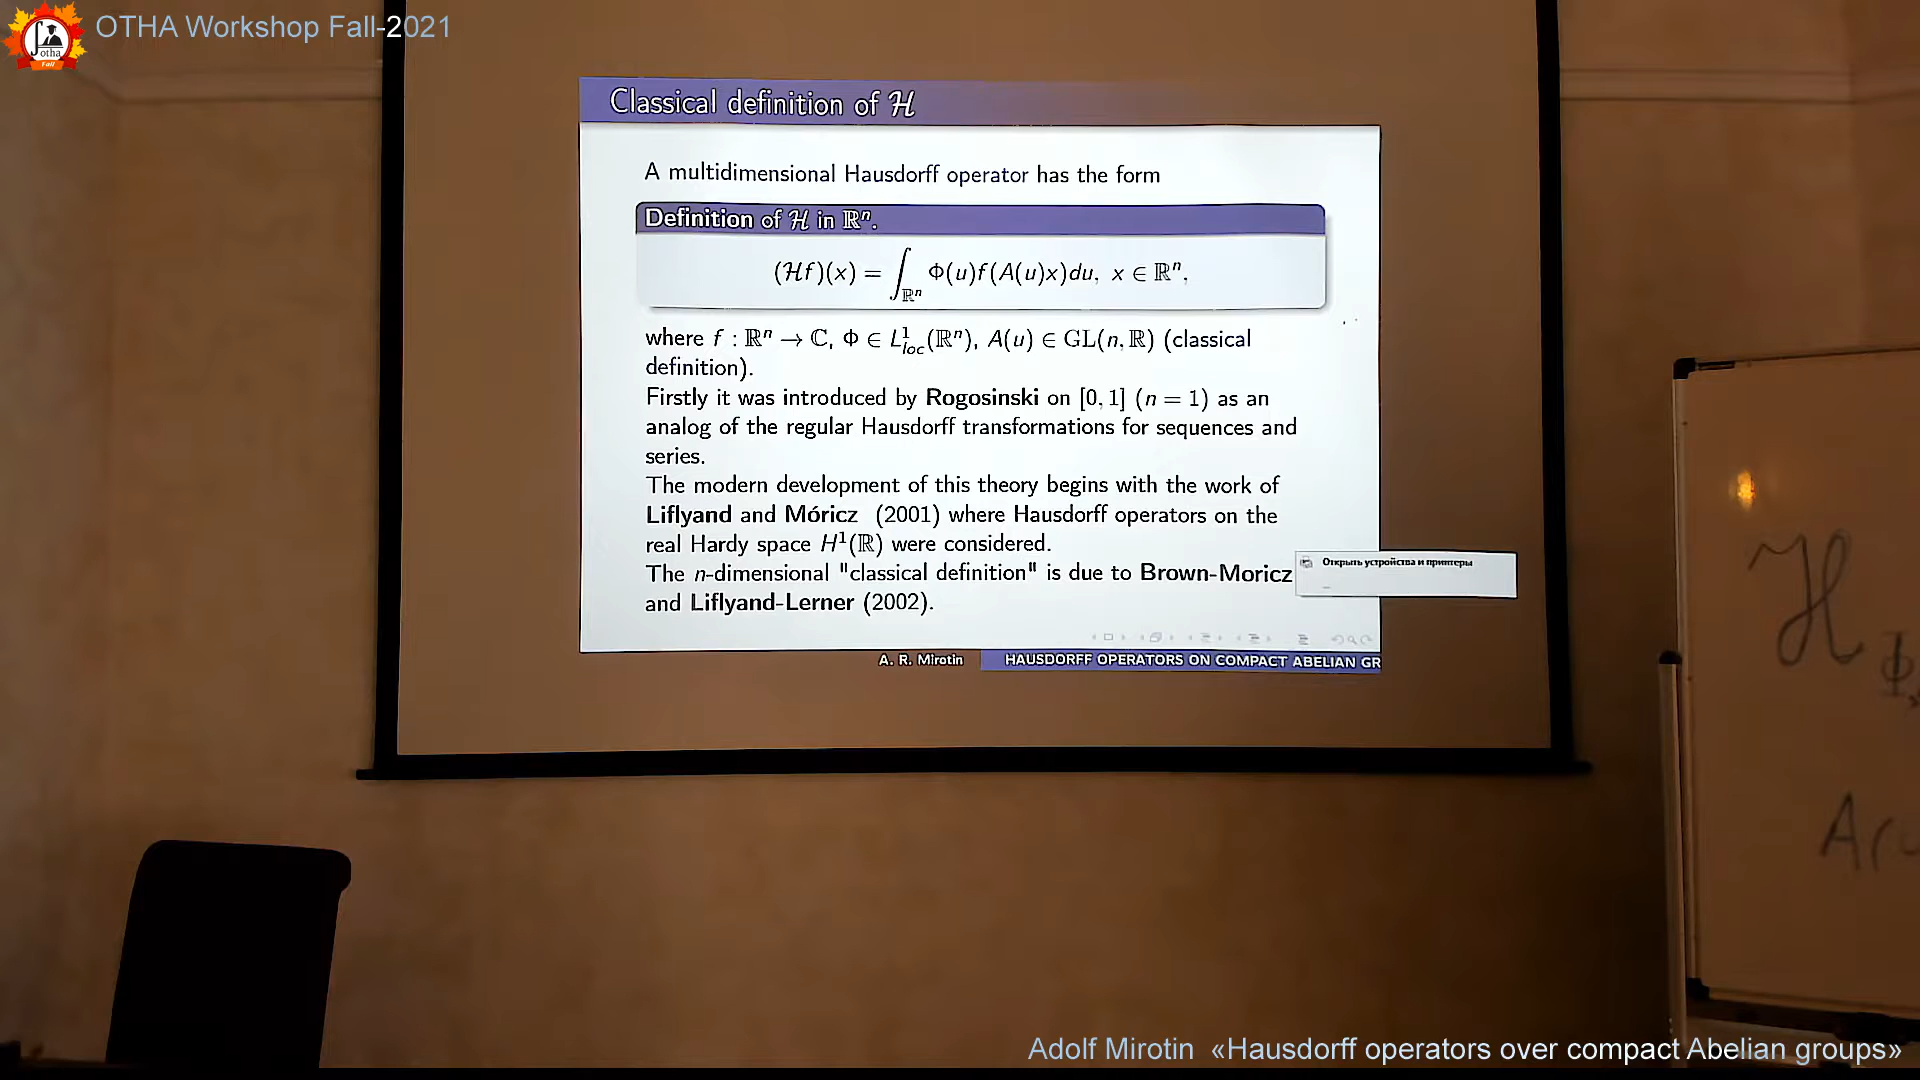 OTHA Workshop Fall-2021
otha
Fall
Classical definition of ℋ
A multidimensional Hausdorff operator has the form
Definition of ℋ in ℝⁿ.
(ℋf)(x) = ∫_{ℝⁿ} Φ(u)f(A(u)x)du, x ∈ ℝⁿ,
where f : ℝⁿ → ℂ, Φ ∈ L¹_{loc}(ℝⁿ), A(u) ∈ GL(n, ℝ) (classical
definition).
Firstly it was introduced by Rogosinski on [0, 1] (n = 1) as an
analog of the regular Hausdorff transformations for sequences and
series.
The modern development of this theory begins with the work of
Liflyand and Móricz (2001) where Hausdorff operators on the
real Hardy space H¹(ℝ) were considered.
The n-dimensional "classical definition" is due to Brown-Moricz
and Liflyand-Lerner (2002).
Открыть устройства и принтеры
A. R. Mirotin HAUSDORFF OPERATORS ON COMPACT ABELIAN GR
ℋ Φ,
A(
Adolf Mirotin «Hausdorff operators over compact Abelian groups»